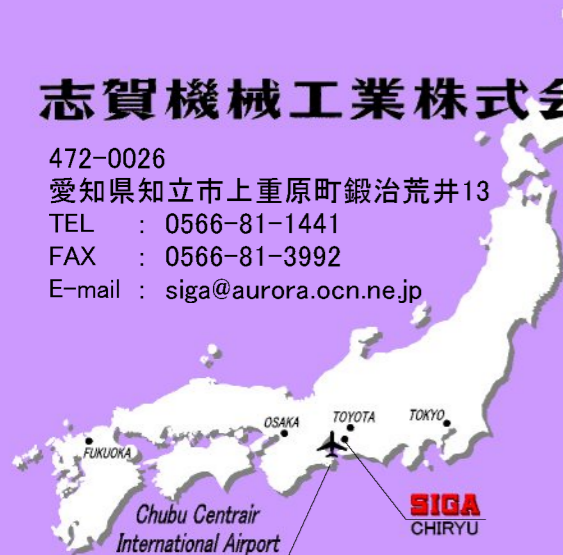 志賀機械工業株式会
472-0026
愛知県知立市上重原町鍛治荒井13
TEL : 0566-81-1441
FAX : 0566-81-3992
E-mail : siga@aurora.ocn.ne.jp
OSAKA
TOYOTA
TOKYO
FUKUOKA
SIGA
CHIRYU
Chubu Centrair
International Airport